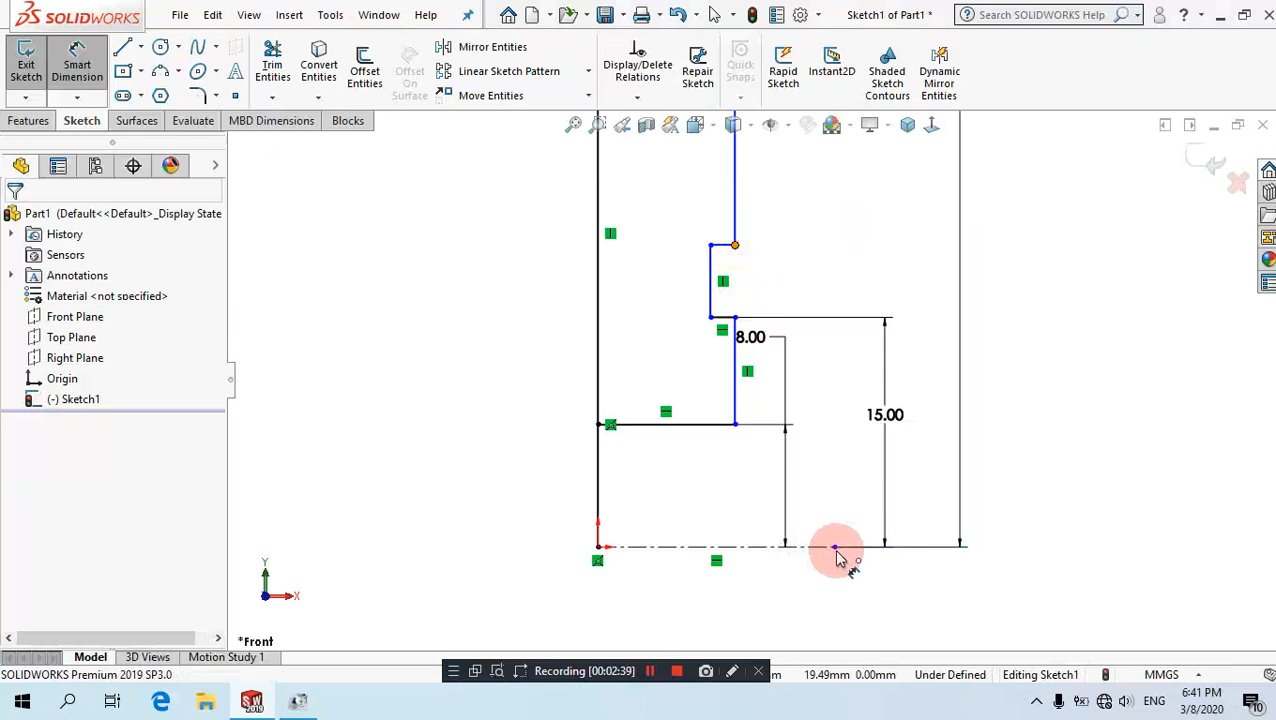 SOLIDWORKS File Edit View Insert Tools Window Help Sketch1 of Part1 * Search SOLIDWORKS Help ?
Exit Sketch
Smart Dimension
Trim Entities
Convert Entities
Offset Entities
Offset On Surface
Mirror Entities
Linear Sketch Pattern
Move Entities
Display/Delete Relations
Repair Sketch
Quick Snaps
Rapid Sketch
Instant2D
Shaded Sketch Contours
Dynamic Mirror Entities
Features Sketch Surfaces Evaluate MBD Dimensions Blocks
Part1 (Default<<Default>_Display State
History
Sensors
Annotations
Material <not specified>
Front Plane
Top Plane
Right Plane
Origin
(-) Sketch1
8.00
15.00
Y
X
*Front
Model 3D Views Motion Study 1
Recording [00:02:39]
SOLIDWORKS Premium 2019 SP3.0 19.49mm 0.00mm Under Defined Editing Sketch1 MMGS
ENG
6:41 PM
3/8/2020